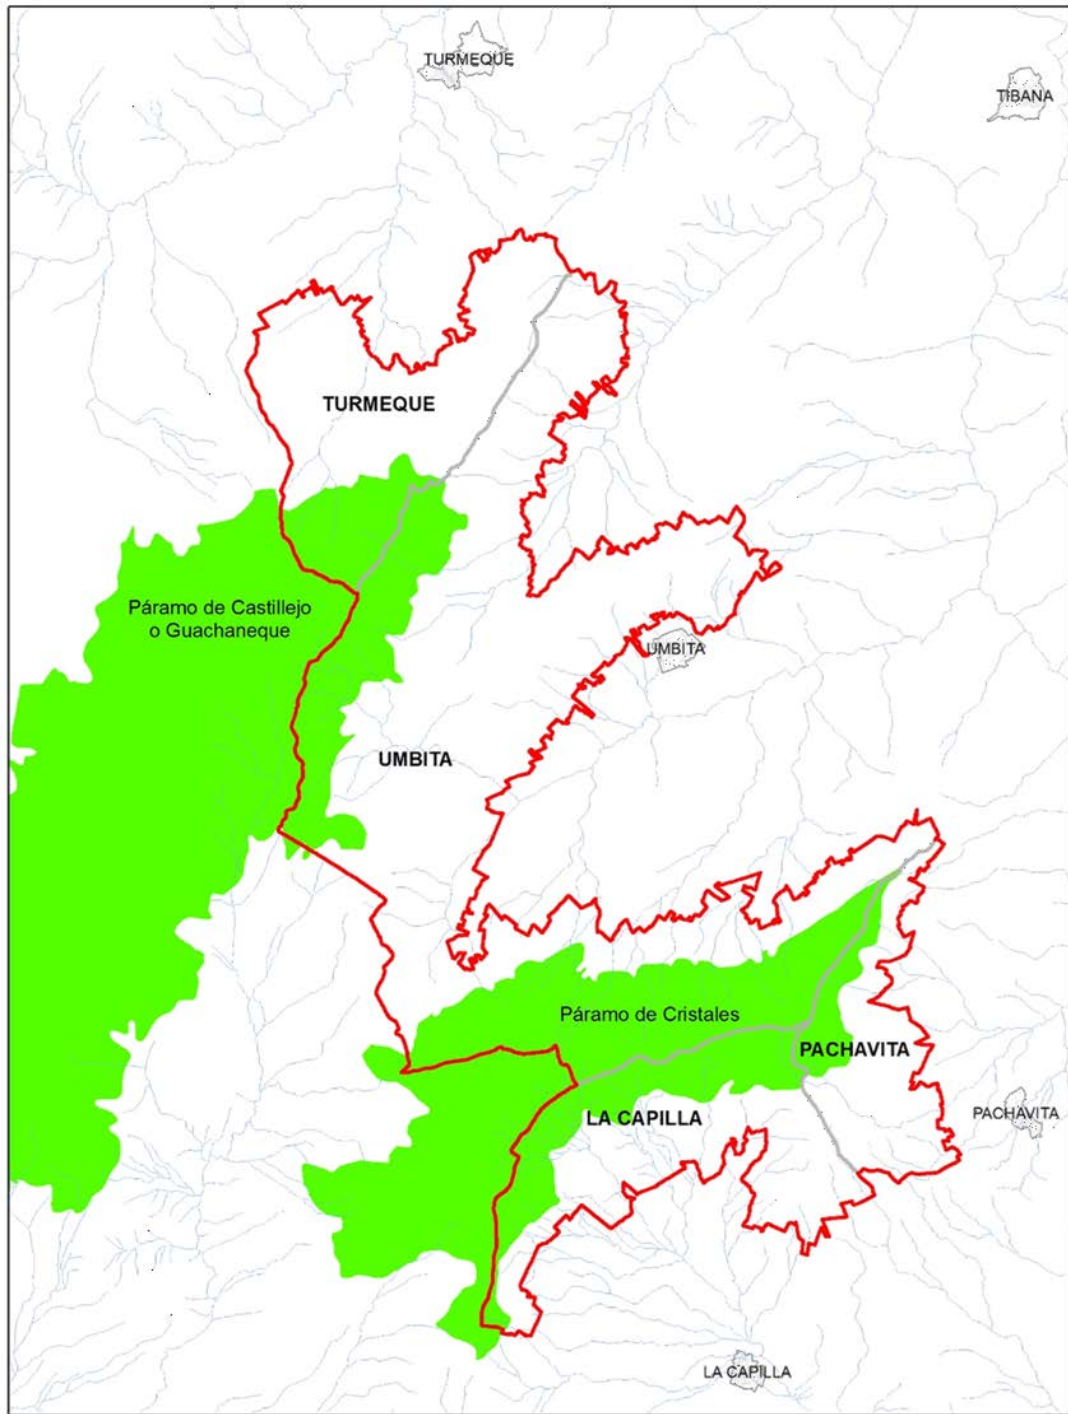 TURMEQUE
TIBANA
TURMEQUE
Páramo de Castillejo
o Guachaneque
UMBITA
UMBITA
Páramo de Cristales
PACHAVITA
LA CAPILLA
PACHAVITA
LA CAPILLA